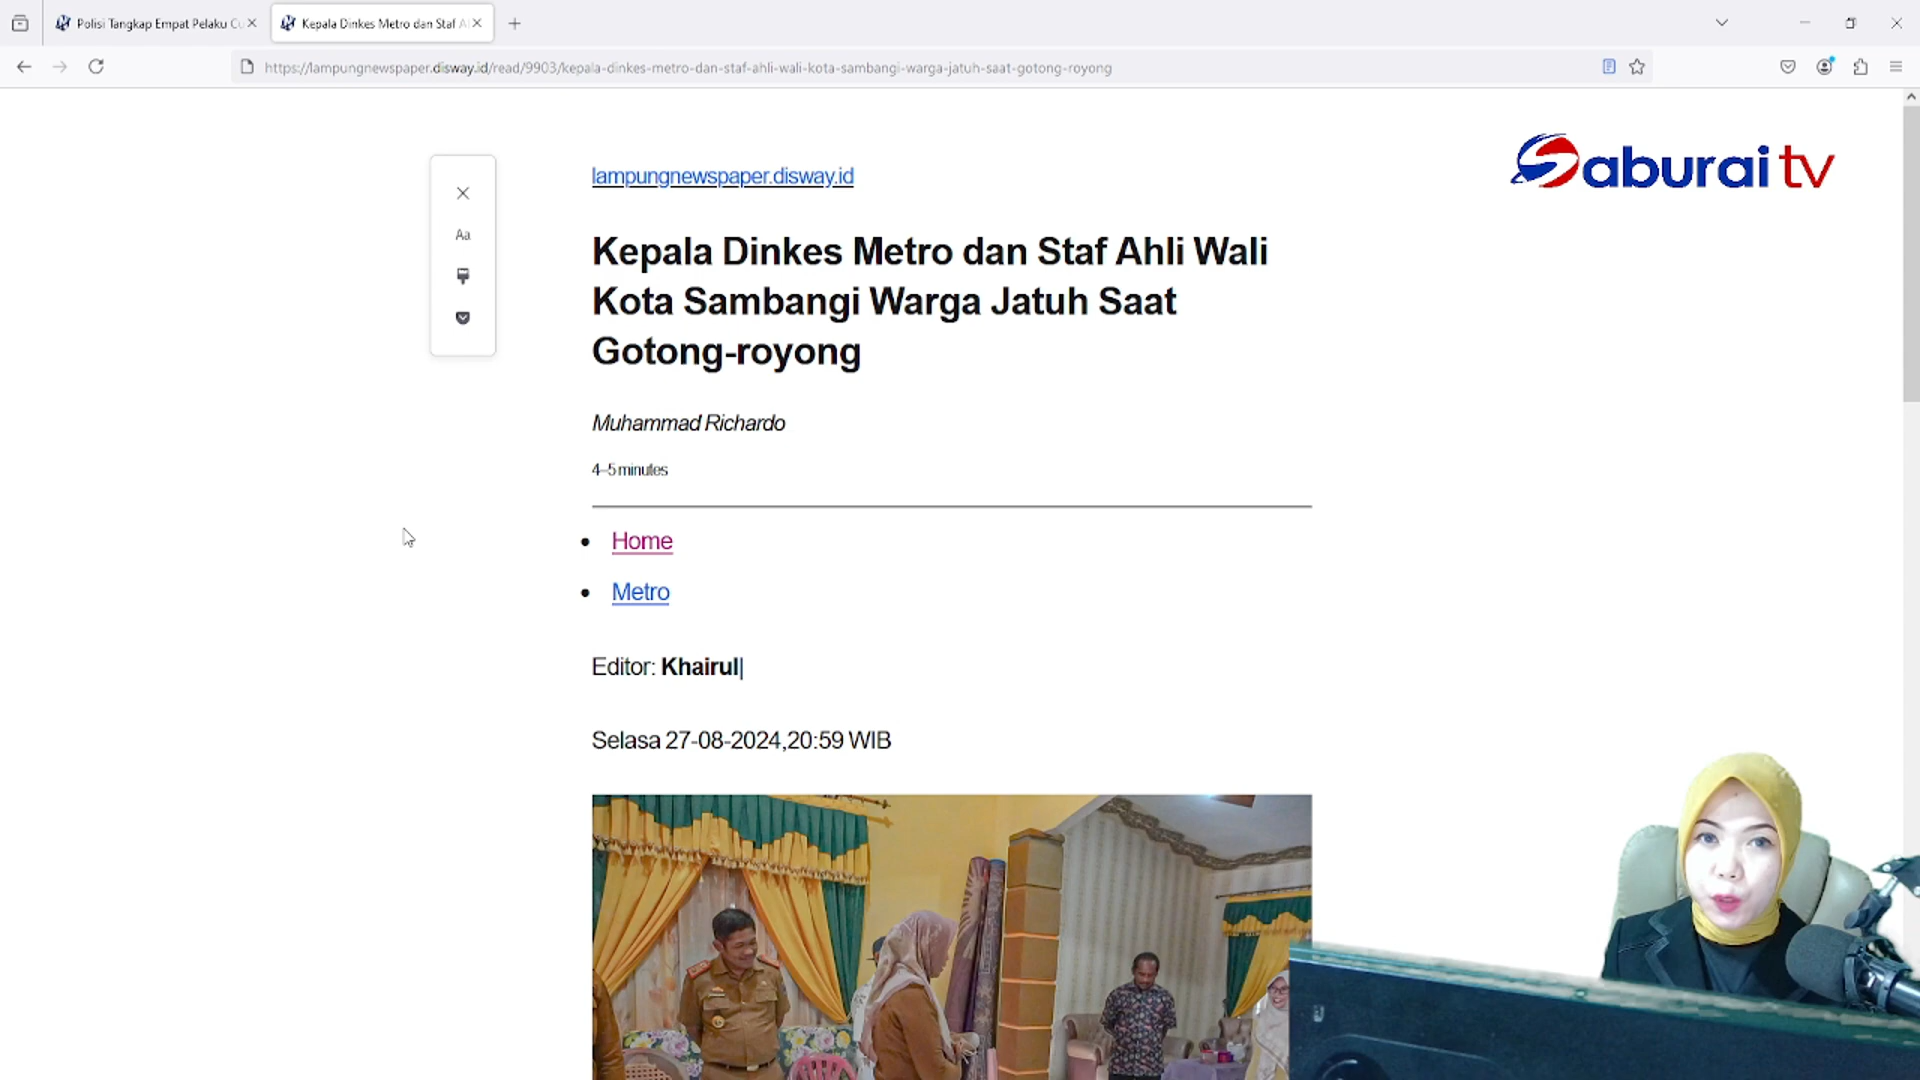 Polisi Tangkap Empat Pelaku Cu
Kepala Dinkes Metro dan Staf A
https://lampungnewspaper.disway.id/read/9903/kepala-dinkes-metro-dan-staf-ahli-wali-kota-sambangi-warga-jatuh-saat-gotong-royong
Saburai tv
lampungnewspaper.disway.id
Aa
Kepala Dinkes Metro dan Staf Ahli Wali
Kota Sambangi Warga Jatuh Saat
Gotong-royong
Muhammad Richardo
4–5 minutes
Home
Metro
Editor: Khairul|
Selasa 27-08-2024,20:59 WIB